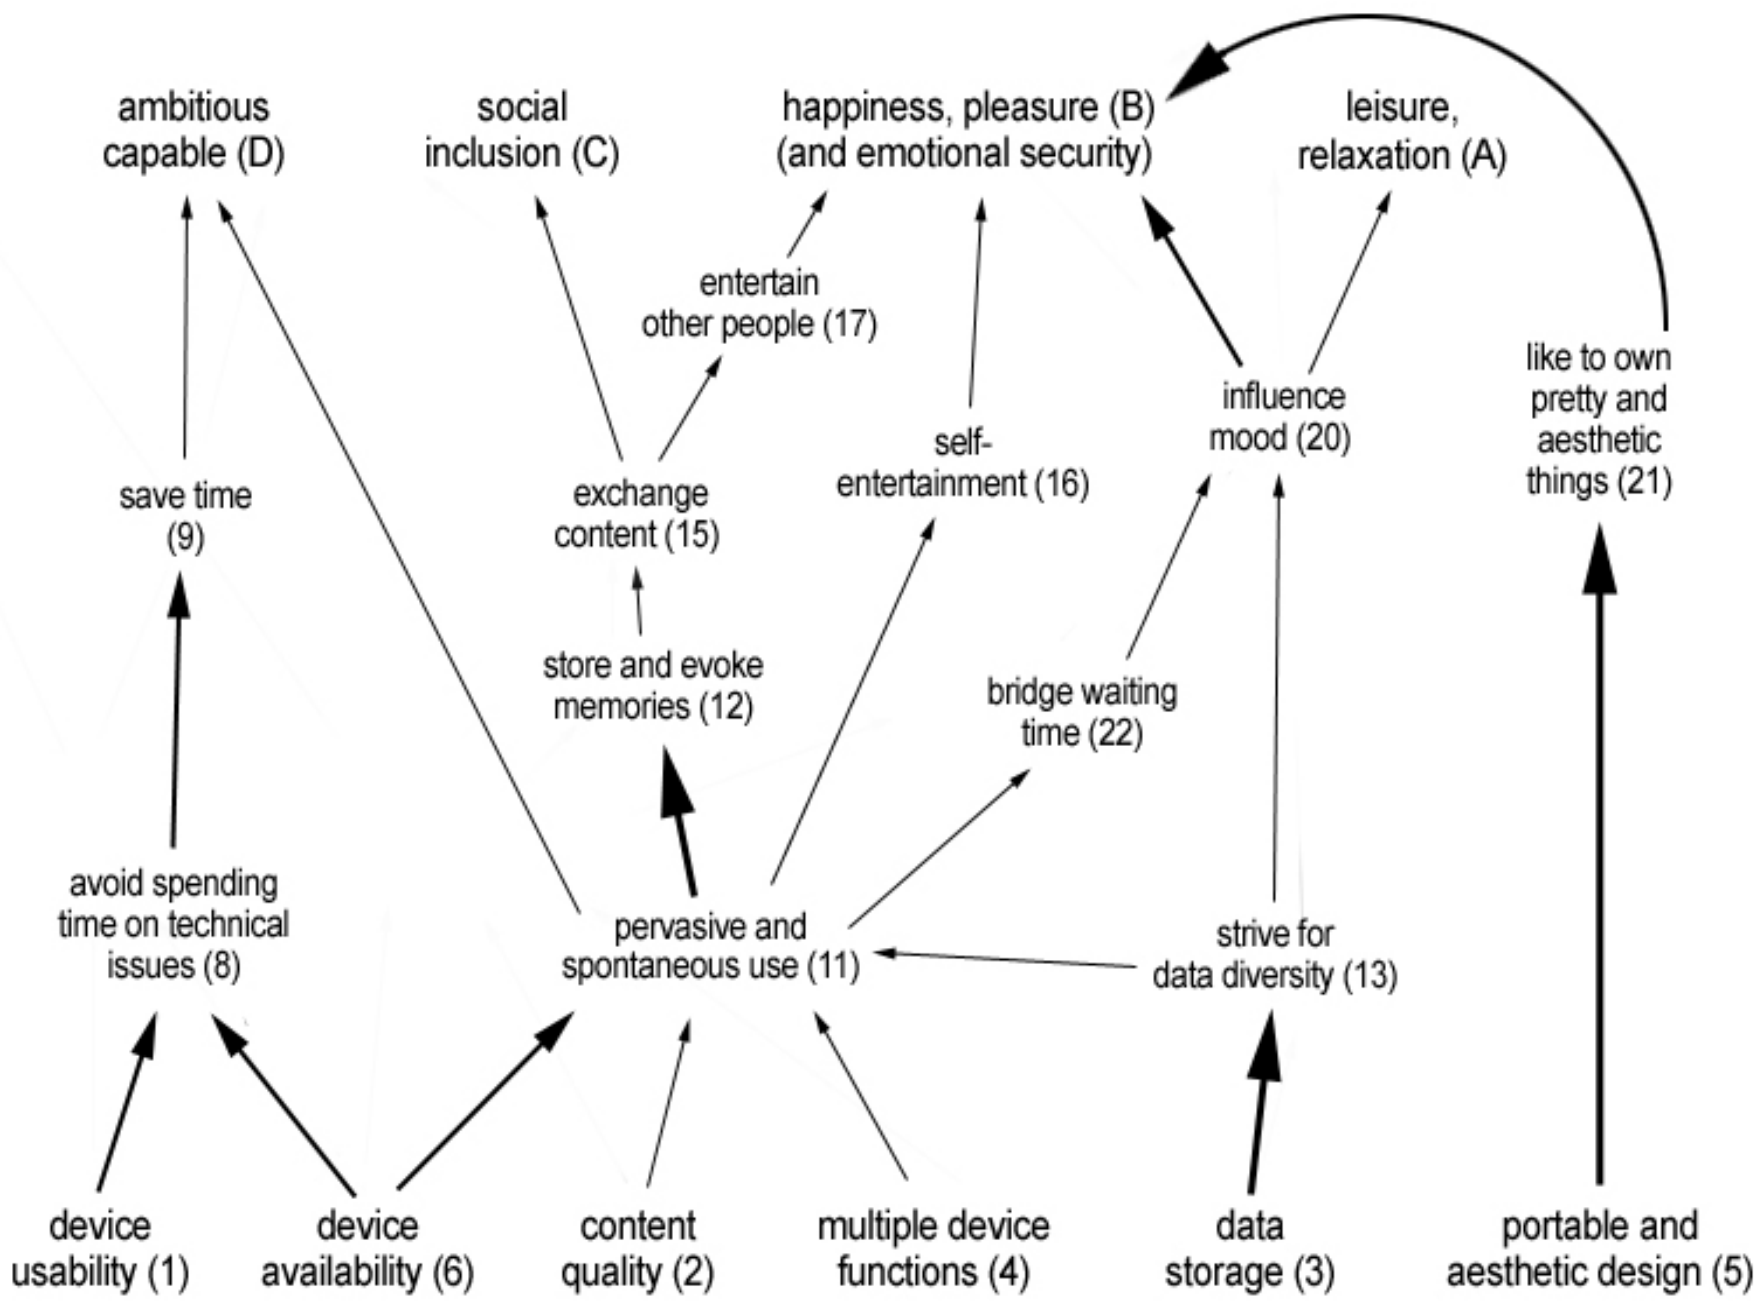 ambitious
capable (D)
social
inclusion (C)
happiness, pleasure (B)
(and emotional security)
leisure,
relaxation (A)
entertain
other people (17)
like to own
pretty and
aesthetic
things (21)
influence
mood (20)
self-
entertainment (16)
save time
(9)
exchange
content (15)
store and evoke
memories (12)
bridge waiting
time (22)
avoid spending
time on technical
issues (8)
pervasive and
spontaneous use (11)
strive for
data diversity (13)
device
usability (1)
device
availability (6)
content
quality (2)
multiple device
functions (4)
data
storage (3)
portable and
aesthetic design (5)